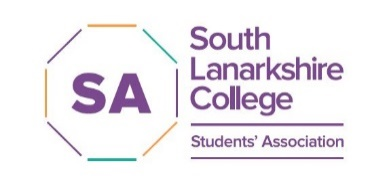 SA
South
Lanarkshire
College
Students' Association